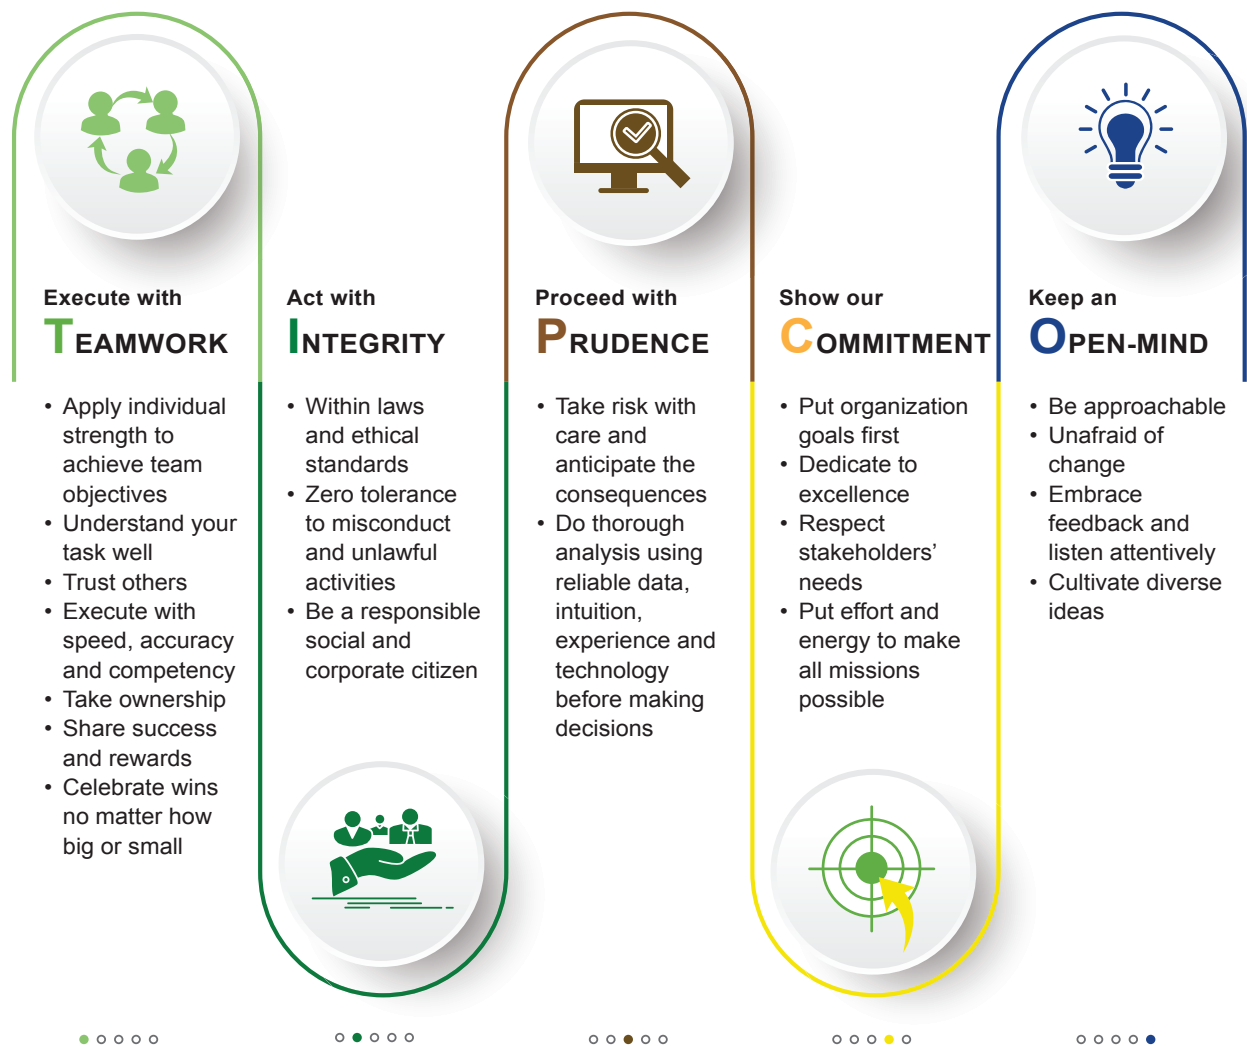 Execute with
TEAMWORK
• Apply individual
strength to
achieve team
objectives
• Understand your
task well
• Trust others
• Execute with
speed, accuracy
and competency
• Take ownership
• Share success
and rewards
• Celebrate wins
no matter how
big or small
Act with
INTEGRITY
• Within laws
and ethical
standards
• Zero tolerance
to misconduct
and unlawful
activities
• Be a responsible
social and
corporate citizen
Proceed with
PRUDENCE
• Take risk with
care and
anticipate the
consequences
• Do thorough
analysis using
reliable data,
intuition,
experience and
technology
before making
decisions
Show our
COMMITMENT
• Put organization
goals first
• Dedicate to
excellence
• Respect
stakeholders’
needs
• Put effort and
energy to make
all missions
possible
Keep an
OPEN-MIND
• Be approachable
• Unafraid of
change
• Embrace
feedback and
listen attentively
• Cultivate diverse
ideas